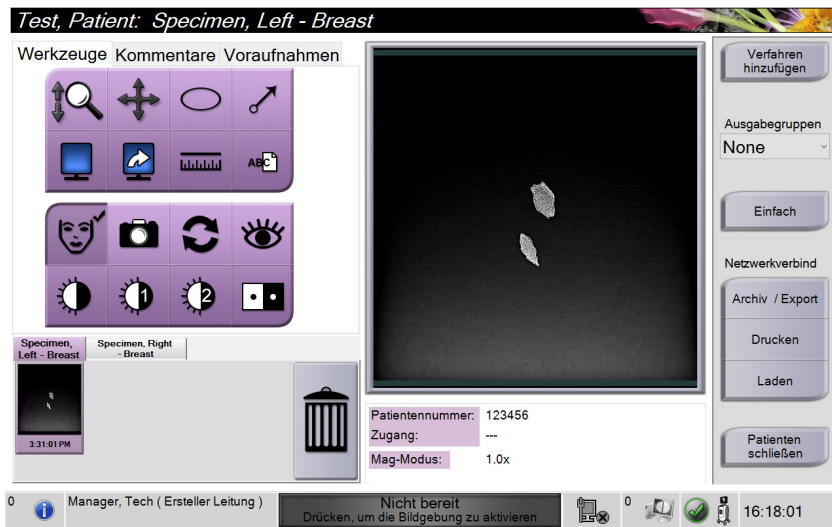 Test, Patient:  Specimen, Left - Breast
Werkzeuge Kommentare Voraufnahmen
ABC
1
2
Specimen,
Left - Breast
Specimen, Right
- Breast
3:31:01 PM
Patientennummer: 123456
Zugang: ---
Mag-Modus: 1.0x
Verfahren
hinzufügen
Ausgabegruppen
None
Einfach
Netzwerkverbind
Archiv / Export
Drucken
Laden
Patienten
schließen
0
Manager, Tech ( Ersteller Leitung )
Nicht bereit
Drücken, um die Bildgebung zu aktivieren
0
16:18:01